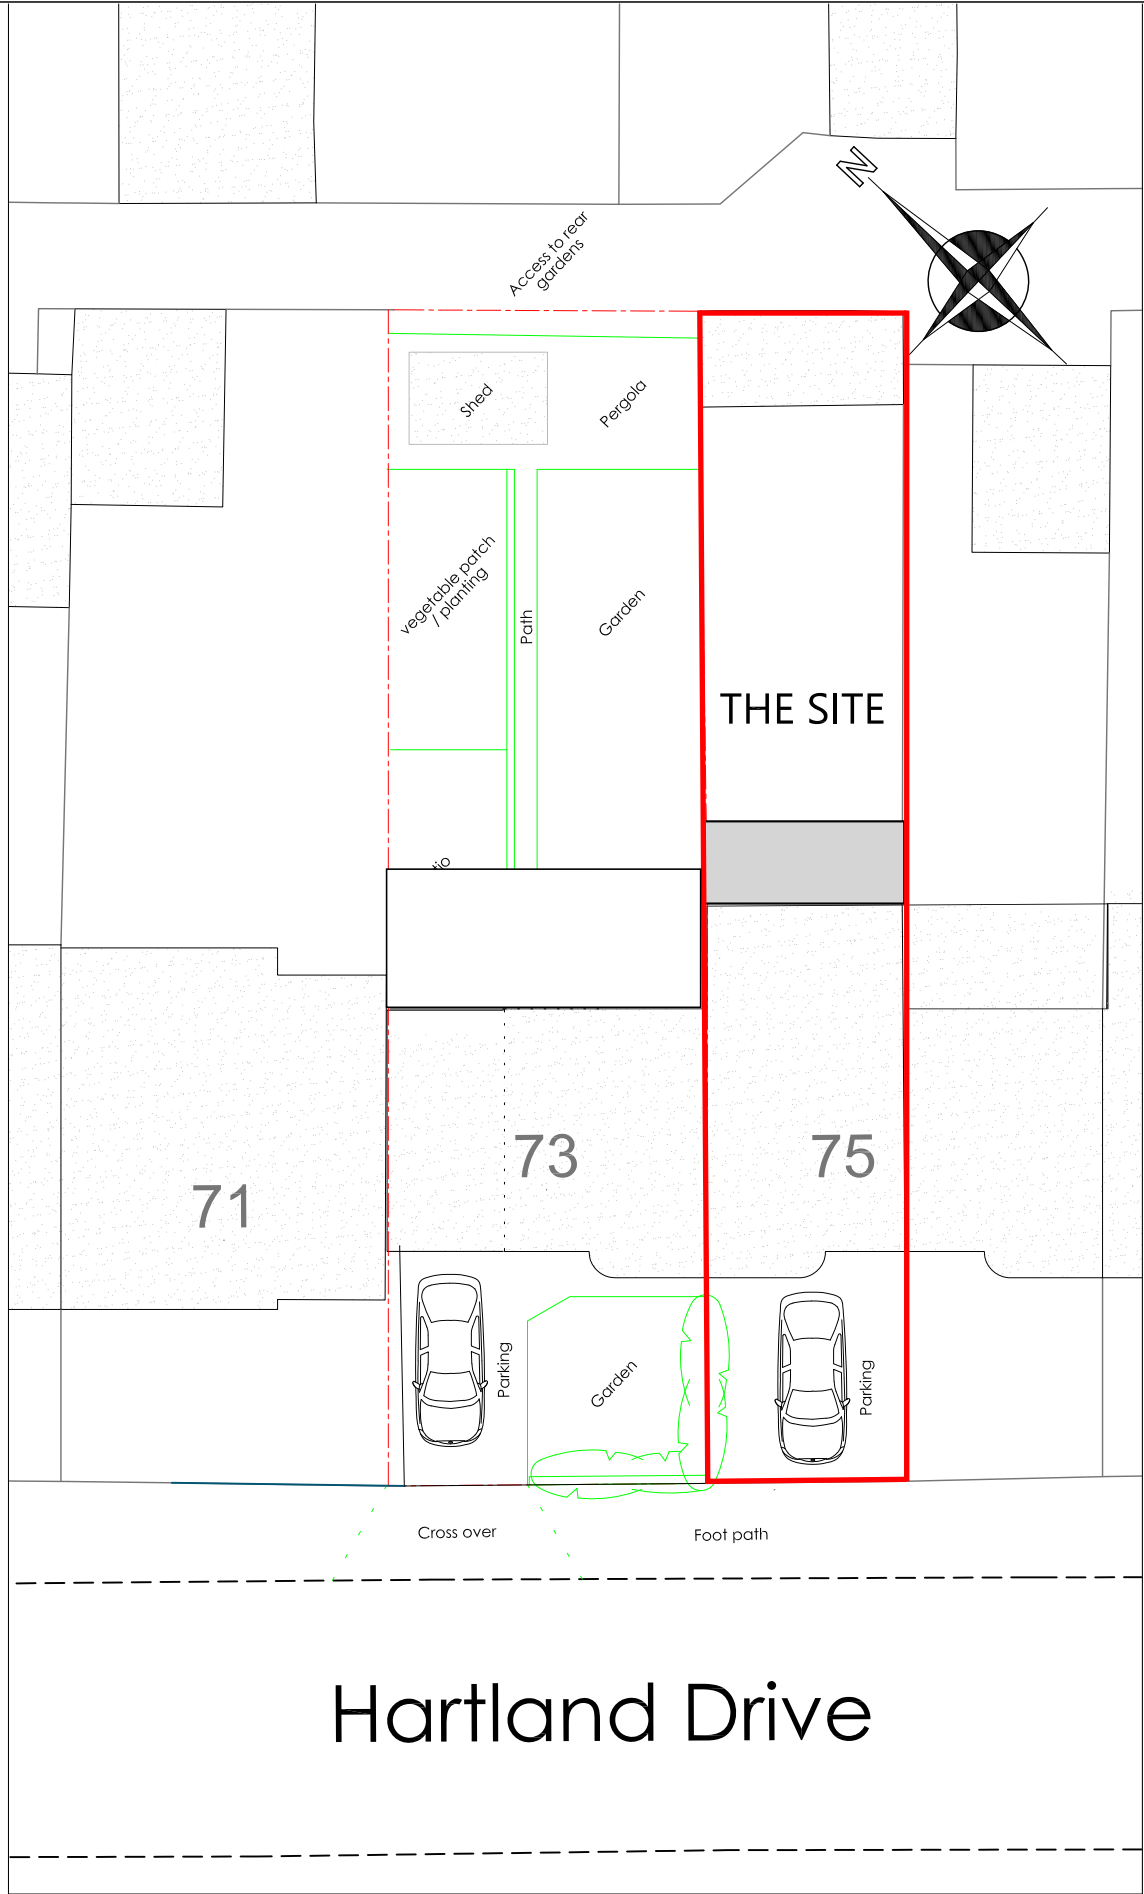 N
Access to rear
gardens
Shed
Pergola
vegetable patch
/ planting
Path
Garden
THE SITE
tio
73
75
71
Parking
Garden
Parking
Cross over
Foot path
Hartland Drive